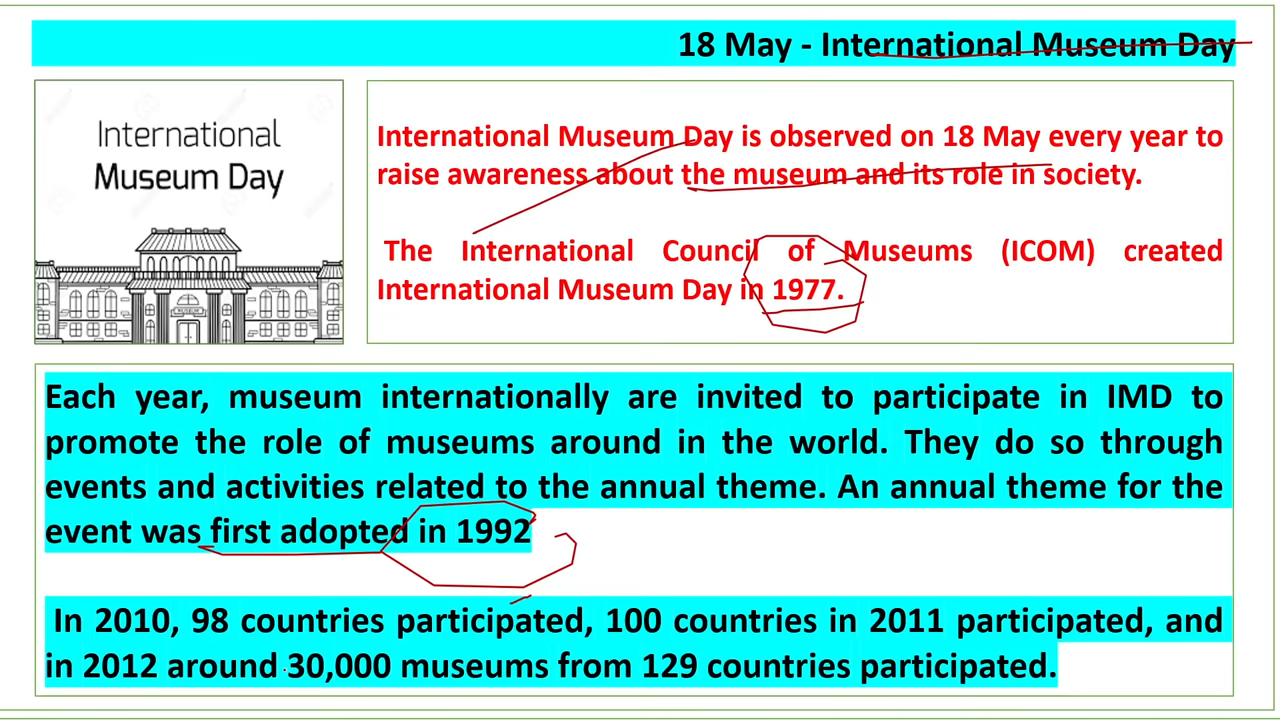 18 May - International Museum Day
International
Museum Day
International Museum Day is observed on 18 May every year to
raise awareness about the museum and its role in society.
The International Council of Museums (ICOM) created
International Museum Day in 1977.
Each year, museum internationally are invited to participate in IMD to
promote the role of museums around in the world. They do so through
events and activities related to the annual theme. An annual theme for the
event was first adopted in 1992
In 2010, 98 countries participated, 100 countries in 2011 participated, and
in 2012 around 30,000 museums from 129 countries participated.